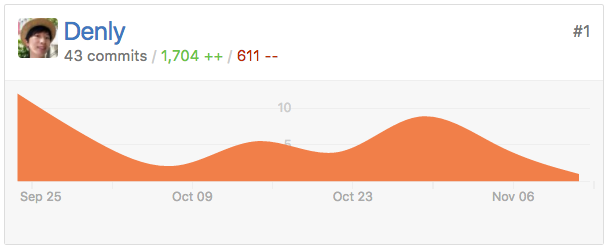 Denly #1
43 commits / 1,704 ++ / 611 --
10
5
Sep 25 Oct 09 Oct 23 Nov 06